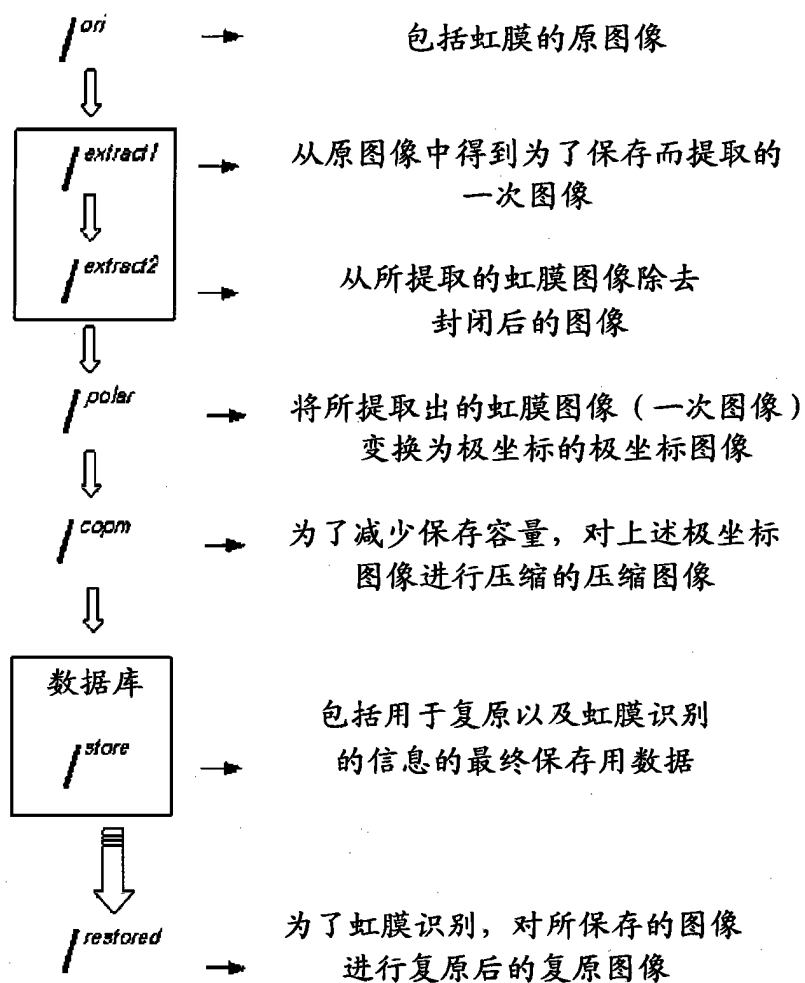 I ori
包括虹膜的原图像
I extract1
从原图像中得到为了保存而提取的
一次图像
I extract2
从所提取的虹膜图像除去
封闭后的图像
I polar
将所提取出的虹膜图像（一次图像）
变换为极坐标的极坐标图像
I copm
为了减少保存容量，对上述极坐标
图像进行压缩的压缩图像
数据库
I store
包括用于复原以及虹膜识别
的信息的最终保存用数据
I restored
为了虹膜识别，对所保存的图像
进行复原后的复原图像